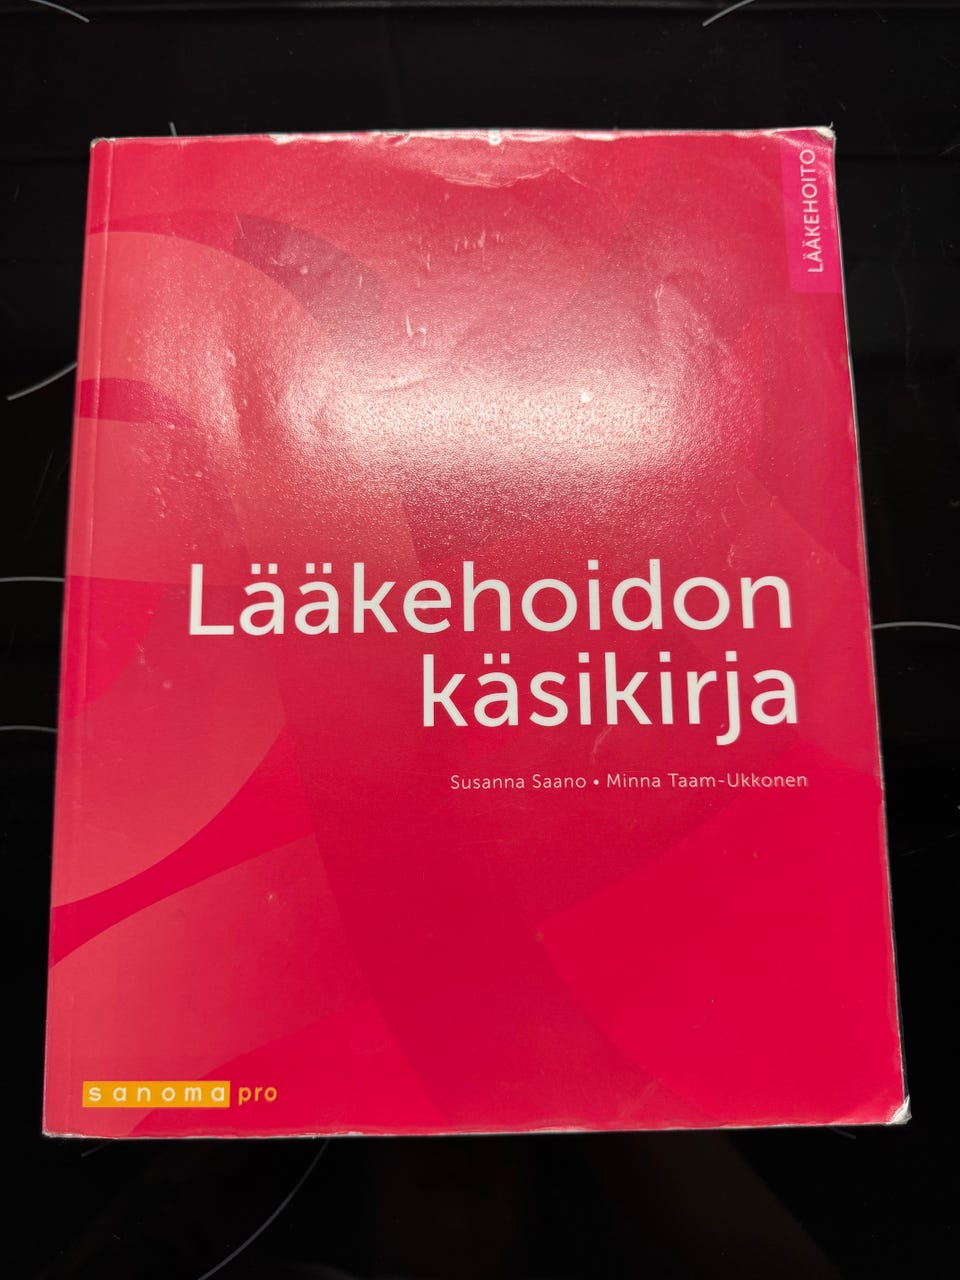 LÄÄKEHOITO
Lääkehoidon
käsikirja
Susanna Saano • Minna Taam-Ukkonen
sanoma pro